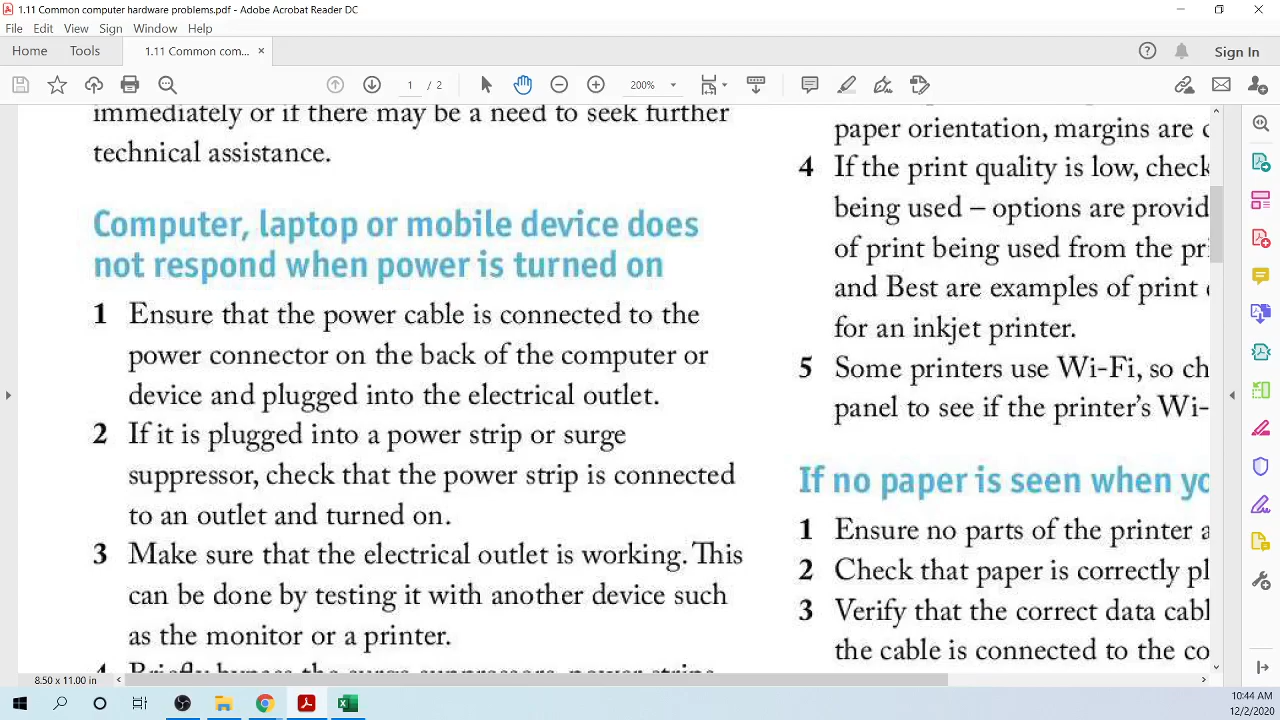 1.11 Common computer hardware problems.pdf - Adobe Acrobat Reader DC
File Edit View Sign Window Help
Home Tools 1.11 Common com... × Sign In
1 / 2 200%
immediately or if there may be a need to seek further
technical assistance.
Computer, laptop or mobile device does
not respond when power is turned on
1 Ensure that the power cable is connected to the
power connector on the back of the computer or
device and plugged into the electrical outlet.
2 If it is plugged into a power strip or surge
suppressor, check that the power strip is connected
to an outlet and turned on.
3 Make sure that the electrical outlet is working. This
can be done by testing it with another device such
as the monitor or a printer.
4 Briefly bypass the surge suppressors, power strips
paper orientation, margins are
4 If the print quality is low, check
being used – options are provid
of print being used from the pri
and Best are examples of print
for an inkjet printer.
5 Some printers use Wi-Fi, so ch
panel to see if the printer's Wi-
If no paper is seen when yo
1 Ensure no parts of the printer a
2 Check that paper is correctly pl
3 Verify that the correct data cabl
the cable is connected to the co
8.50 x 11.00 in
10:44 AM
12/2/2020